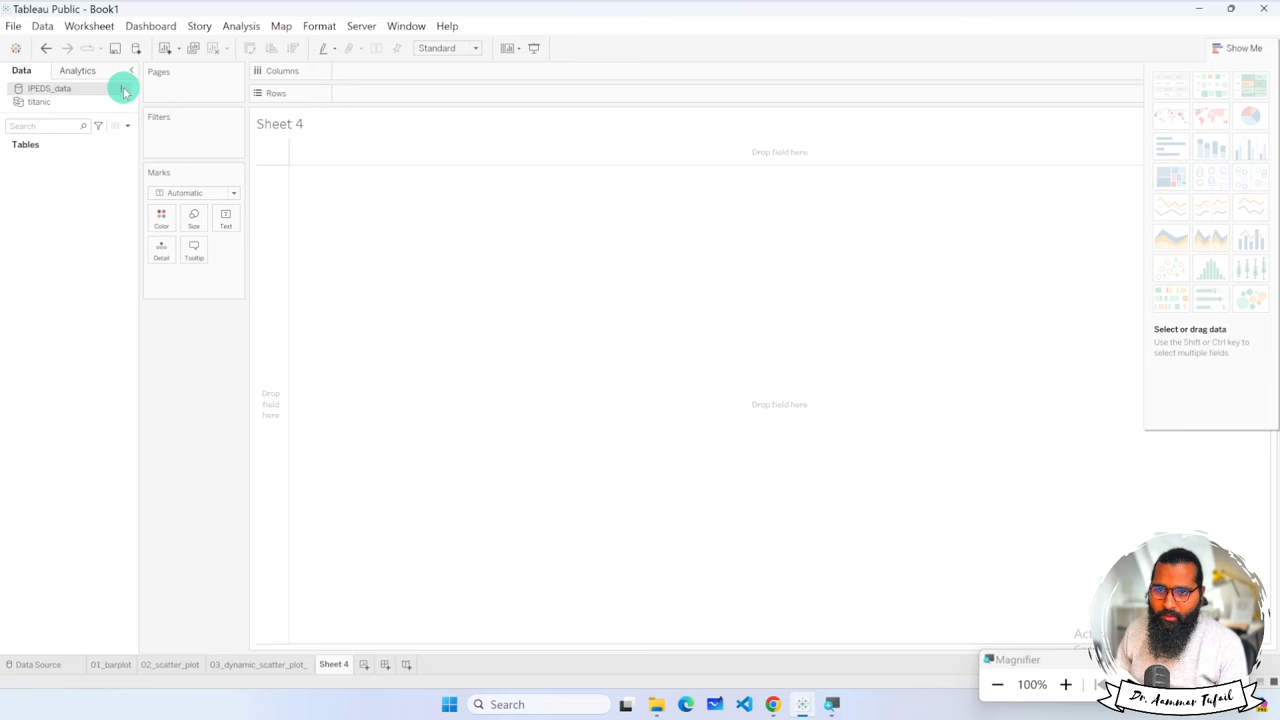 Tableau Public - Book1
File Data Worksheet Dashboard Story Analysis Map Format Server Window Help
Standard
Show Me
Data Analytics
Pages
Columns
IPEDS_data
Rows
titanic
Filters
Search
Sheet 4
Tables
Drop field here
Marks
Automatic
Color Size Text
Detail Tooltip
Select or drag data
Use the Shift or Ctrl key to
select multiple fields
Drop
field
here
Drop field here
Magnifier
100%
Data Source 01_barplot 02_scatter_plot 03_dynamic_scatter_plot_ Sheet 4
Search
Dr. Aammar Tufail